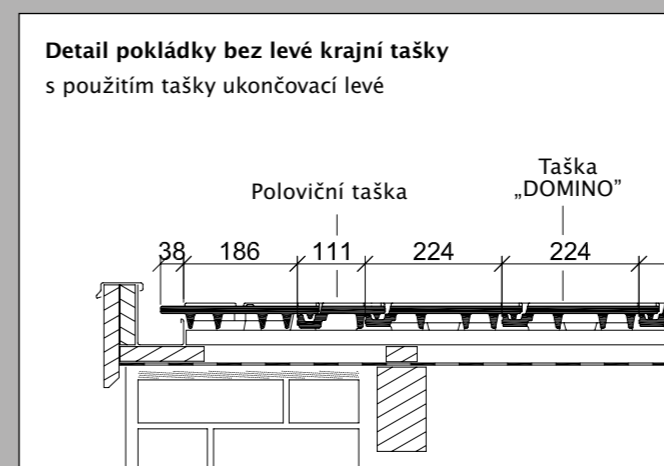 Detail pokládky bez levé krajní tašky
s použitím tašky ukončovací levé
Taška
„DOMINO”
Poloviční taška
38 186 111 224 224